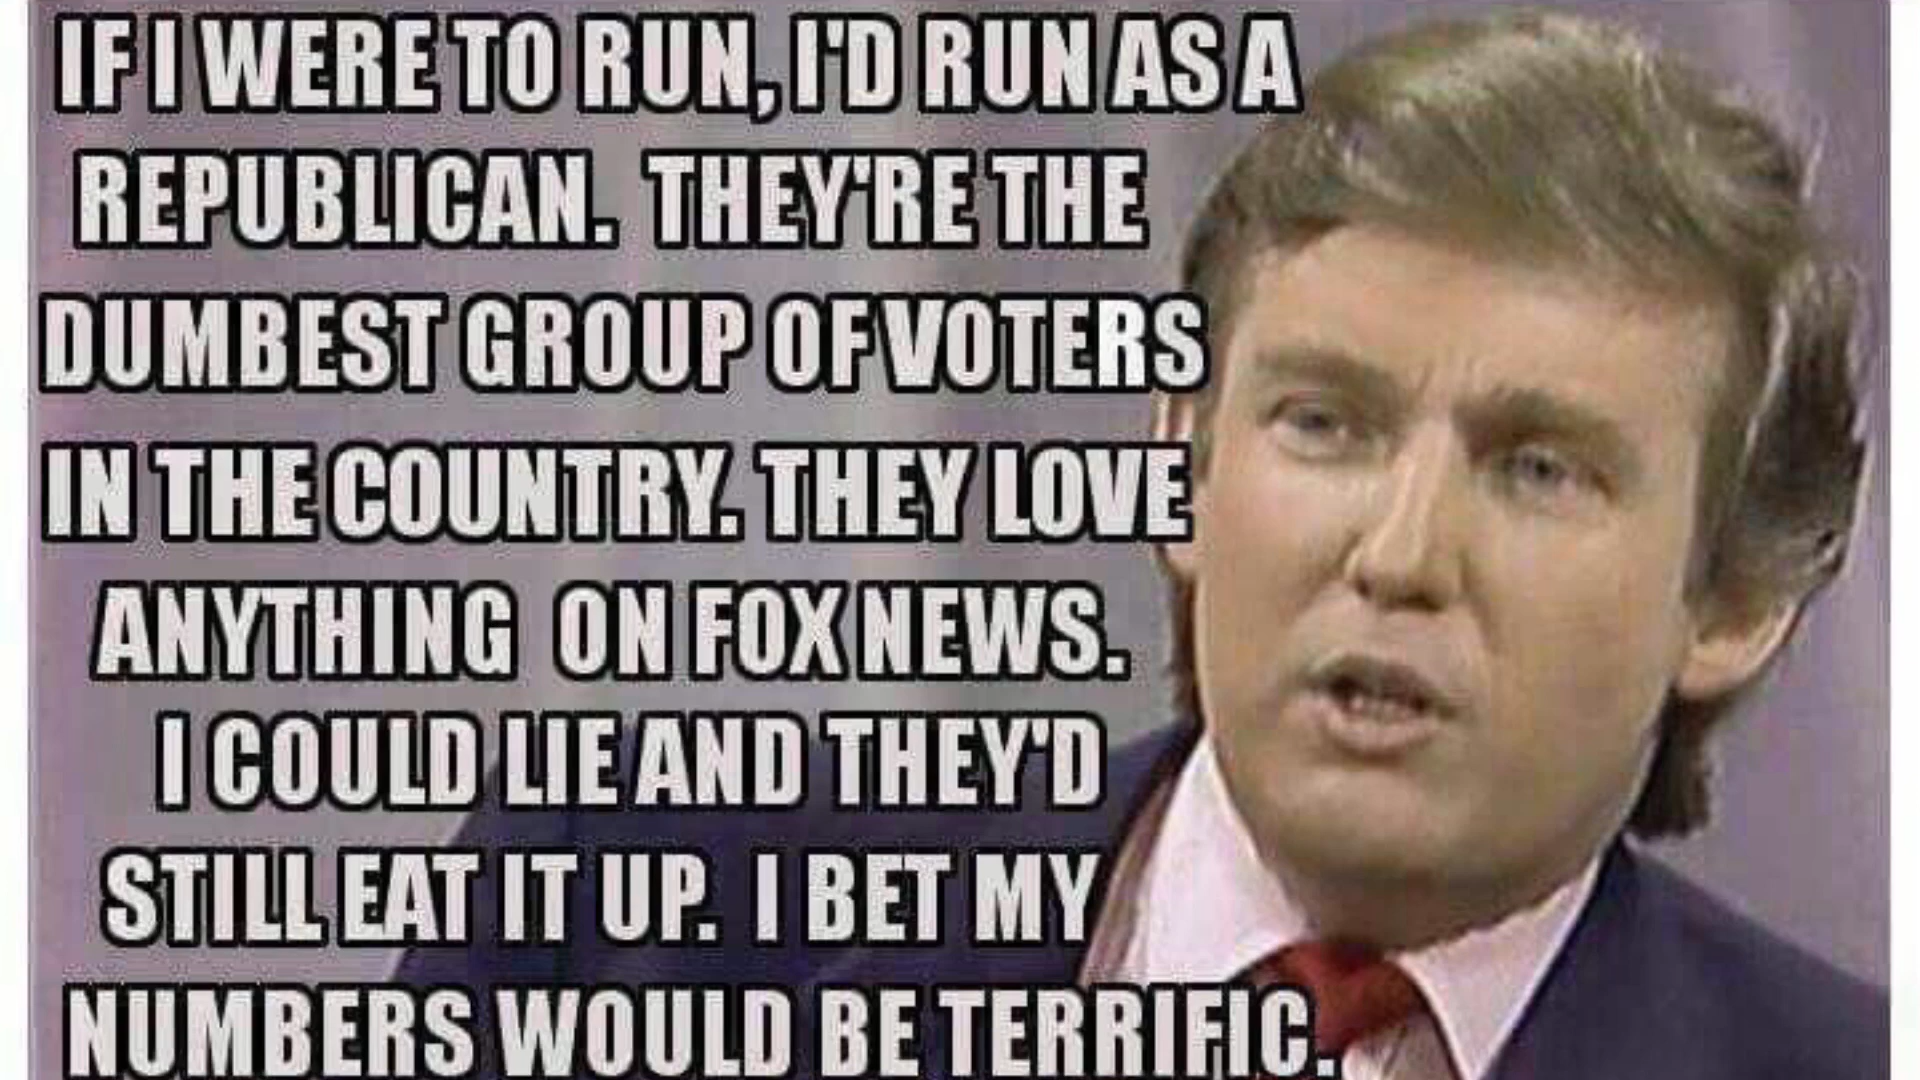 IF I WERE TO RUN, I'D RUN AS A
REPUBLICAN. THEY'RE THE
DUMBEST GROUP OF VOTERS
IN THE COUNTRY. THEY LOVE
ANYTHING ON FOX NEWS.
I COULD LIE AND THEY'D
STILL EAT IT UP. I BET MY
NUMBERS WOULD BE TERRIFIC.